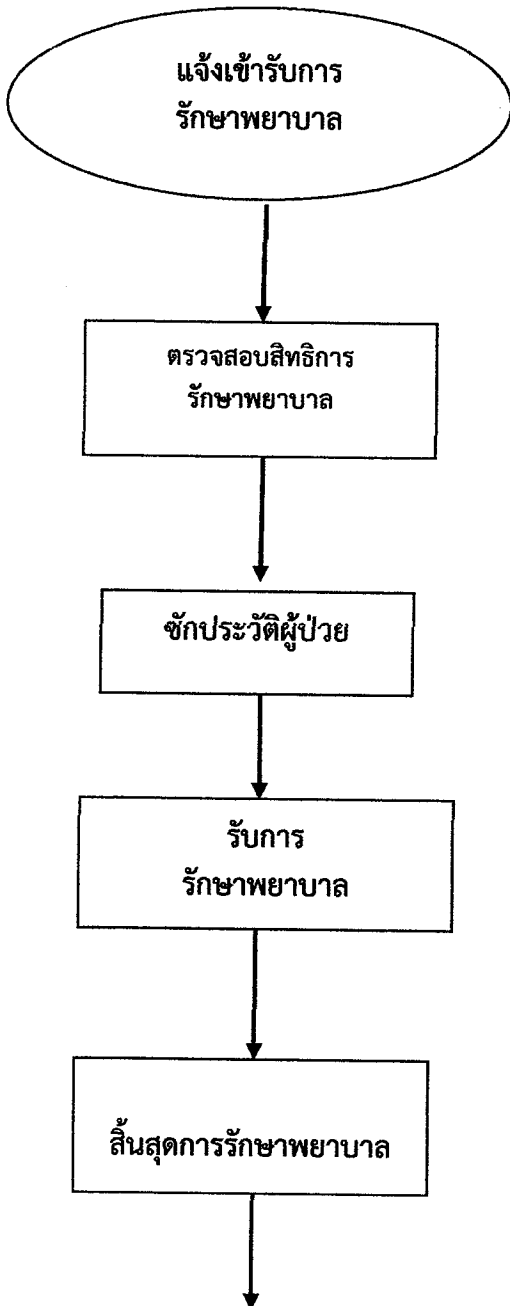 แจ้งเข้ารับการ
รักษาพยาบาล
ตรวจสอบสิทธิการ
รักษาพยาบาล
ซักประวัติผู้ป่วย
รับการ
รักษาพยาบาล
สิ้นสุดการรักษาพยาบาล